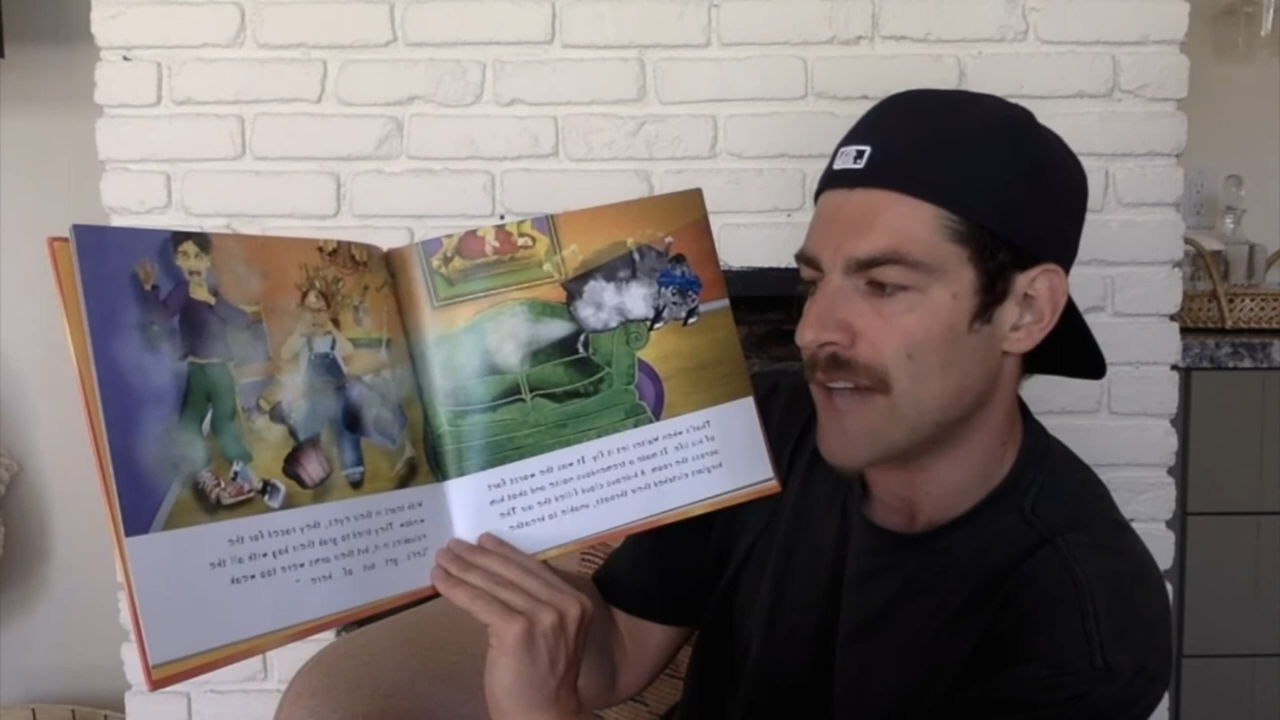 That's when Walter lets it fly. It was the worst fart
of his life. It made a tremendous noise and shot him
across the room. A hideous cloud filled the air. The
burglars clutched their throats, unable to breathe.
With tears in their eyes, they raced for the
window. They tried to grab their bag with all the
valuables in it, but their arms were too weak.
"Let's get out of here."